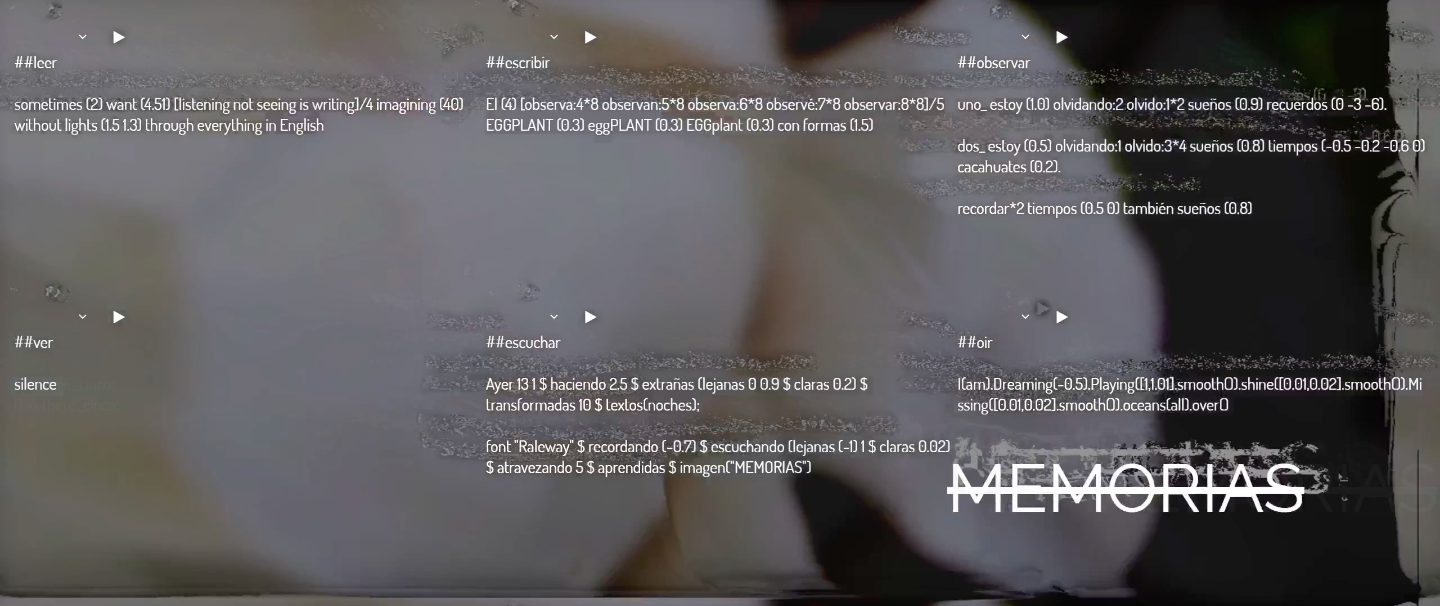 ##leer
sometimes (2) want (4.51) [listening not seeing is writing]/4 imagining (40)
without lights (1.5 1.3) through everything in English
##escribir
El (4) [observa:4*8 observan:5*8 observa:6*8 observé:7*8 observar:8*8]/5
EGGPLANT (0.3) eggPLANT (0.3) EGGplant (0.3) con formas (1.5)
##observar
uno_ estoy (1.0) olvidando:2 olvido:1*2 sueños (0.9) recuerdos (0 -3 -6).
dos_ estoy (0.5) olvidando:1 olvido:3*4 sueños (0.8) tiempos (-0.5 -0.2 -0.6 0)
cacahuates (0.2).
recordar*2 tiempos (0.5 0) también sueños (0.8)
##ver
silence
##escuchar
Ayer 13 1 $ haciendo 2.5 $ extrañas (lejanas 0 0.9 $ claras 0.2) $
transformadas 10 $ textos(noches);
font "Raleway" $ recordando (-0.7) $ escuchando (lejanas (-1) 1 $ claras 0.02)
$ atravezando 5 $ aprendidas $ imagen("MEMORIAS")
##oir
I(am).Dreaming(-0.5).Playing([1,1.01].smooth()).shine([0.01,0.02].smooth()).Mi
ssing([0.01,0.02].smooth()).oceans(all).over()
MEMORIAS